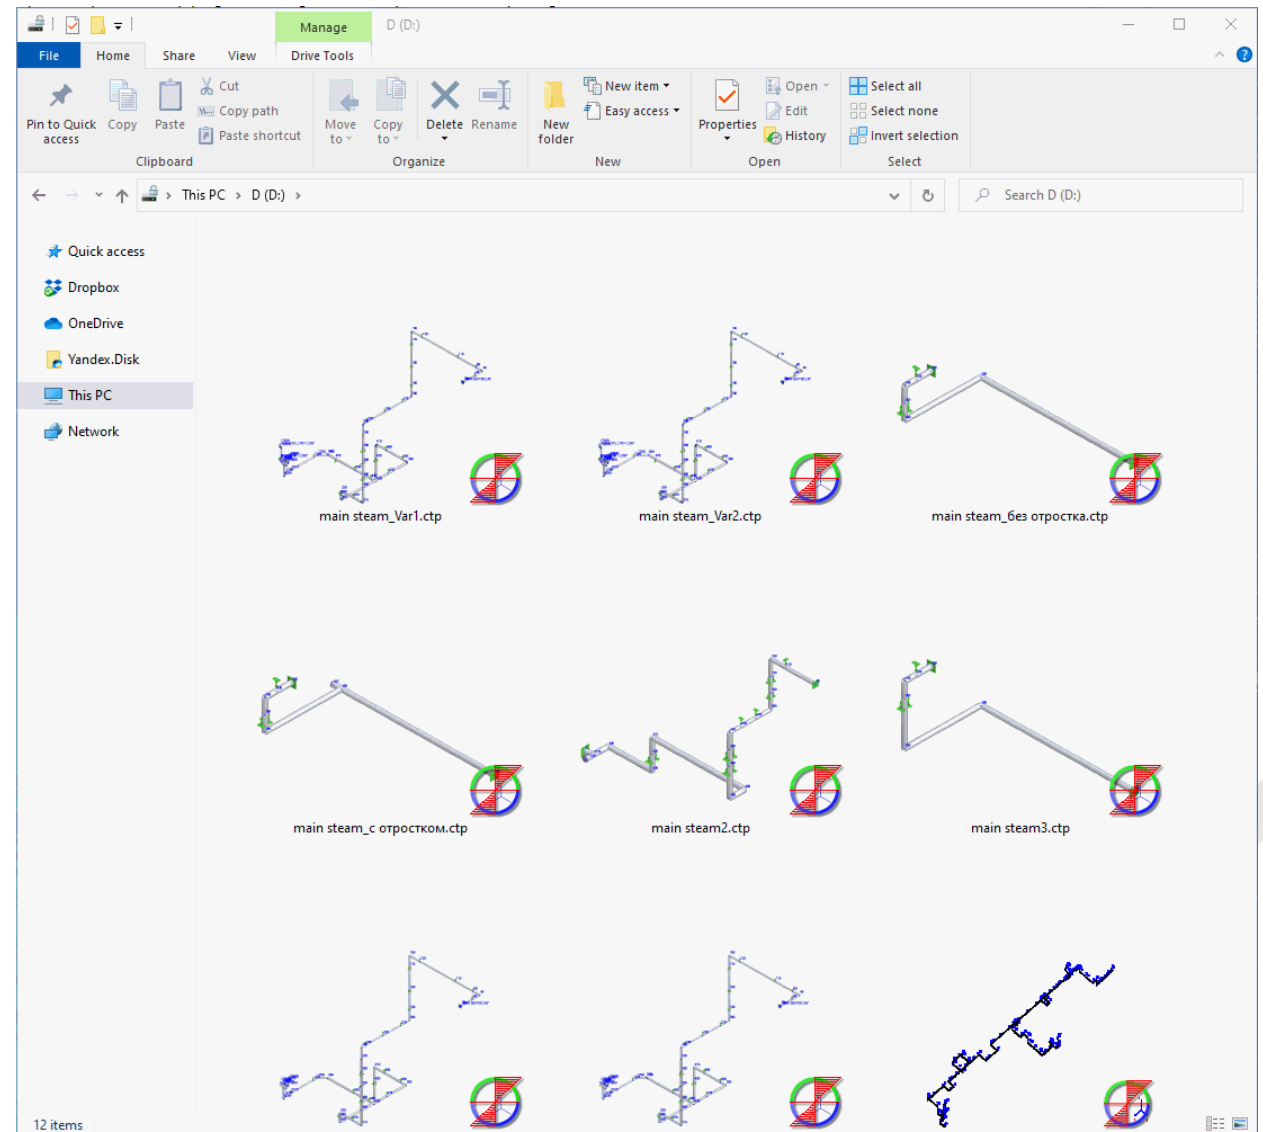 Manage
D (D:)
File
Home
Share
View
Drive Tools
Pin to Quick access
Copy
Paste
Cut
Copy path
Paste shortcut
Move to
Copy to
Delete
Rename
New folder
New item
Easy access
Properties
Open
Edit
History
Select all
Select none
Invert selection
Clipboard
Organize
New
Open
Select
This PC
D (D:)
Search D (D:)
Quick access
Dropbox
OneDrive
Yandex.Disk
This PC
Network
main steam_Var1.ctp
main steam_Var2.ctp
main steam_без отростка.ctp
main steam_с отростком.ctp
main steam2.ctp
main steam3.ctp
12 items